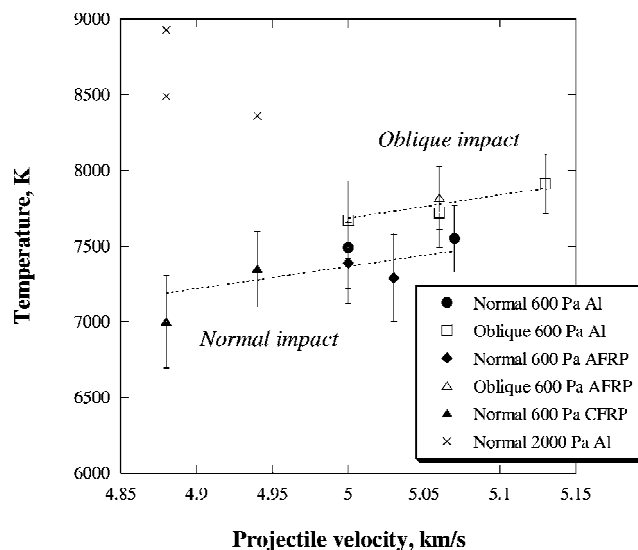 9000
8500
8000
7500
7000
6500
6000
Temperature, K
Oblique impact
Normal impact
Normal 600 Pa Al
Oblique 600 Pa Al
Normal 600 Pa AFRP
Oblique 600 Pa AFRP
Normal 600 Pa CFRP
Normal 2000 Pa Al
4.85 4.9 4.95 5 5.05 5.1 5.15
Projectile velocity, km/s